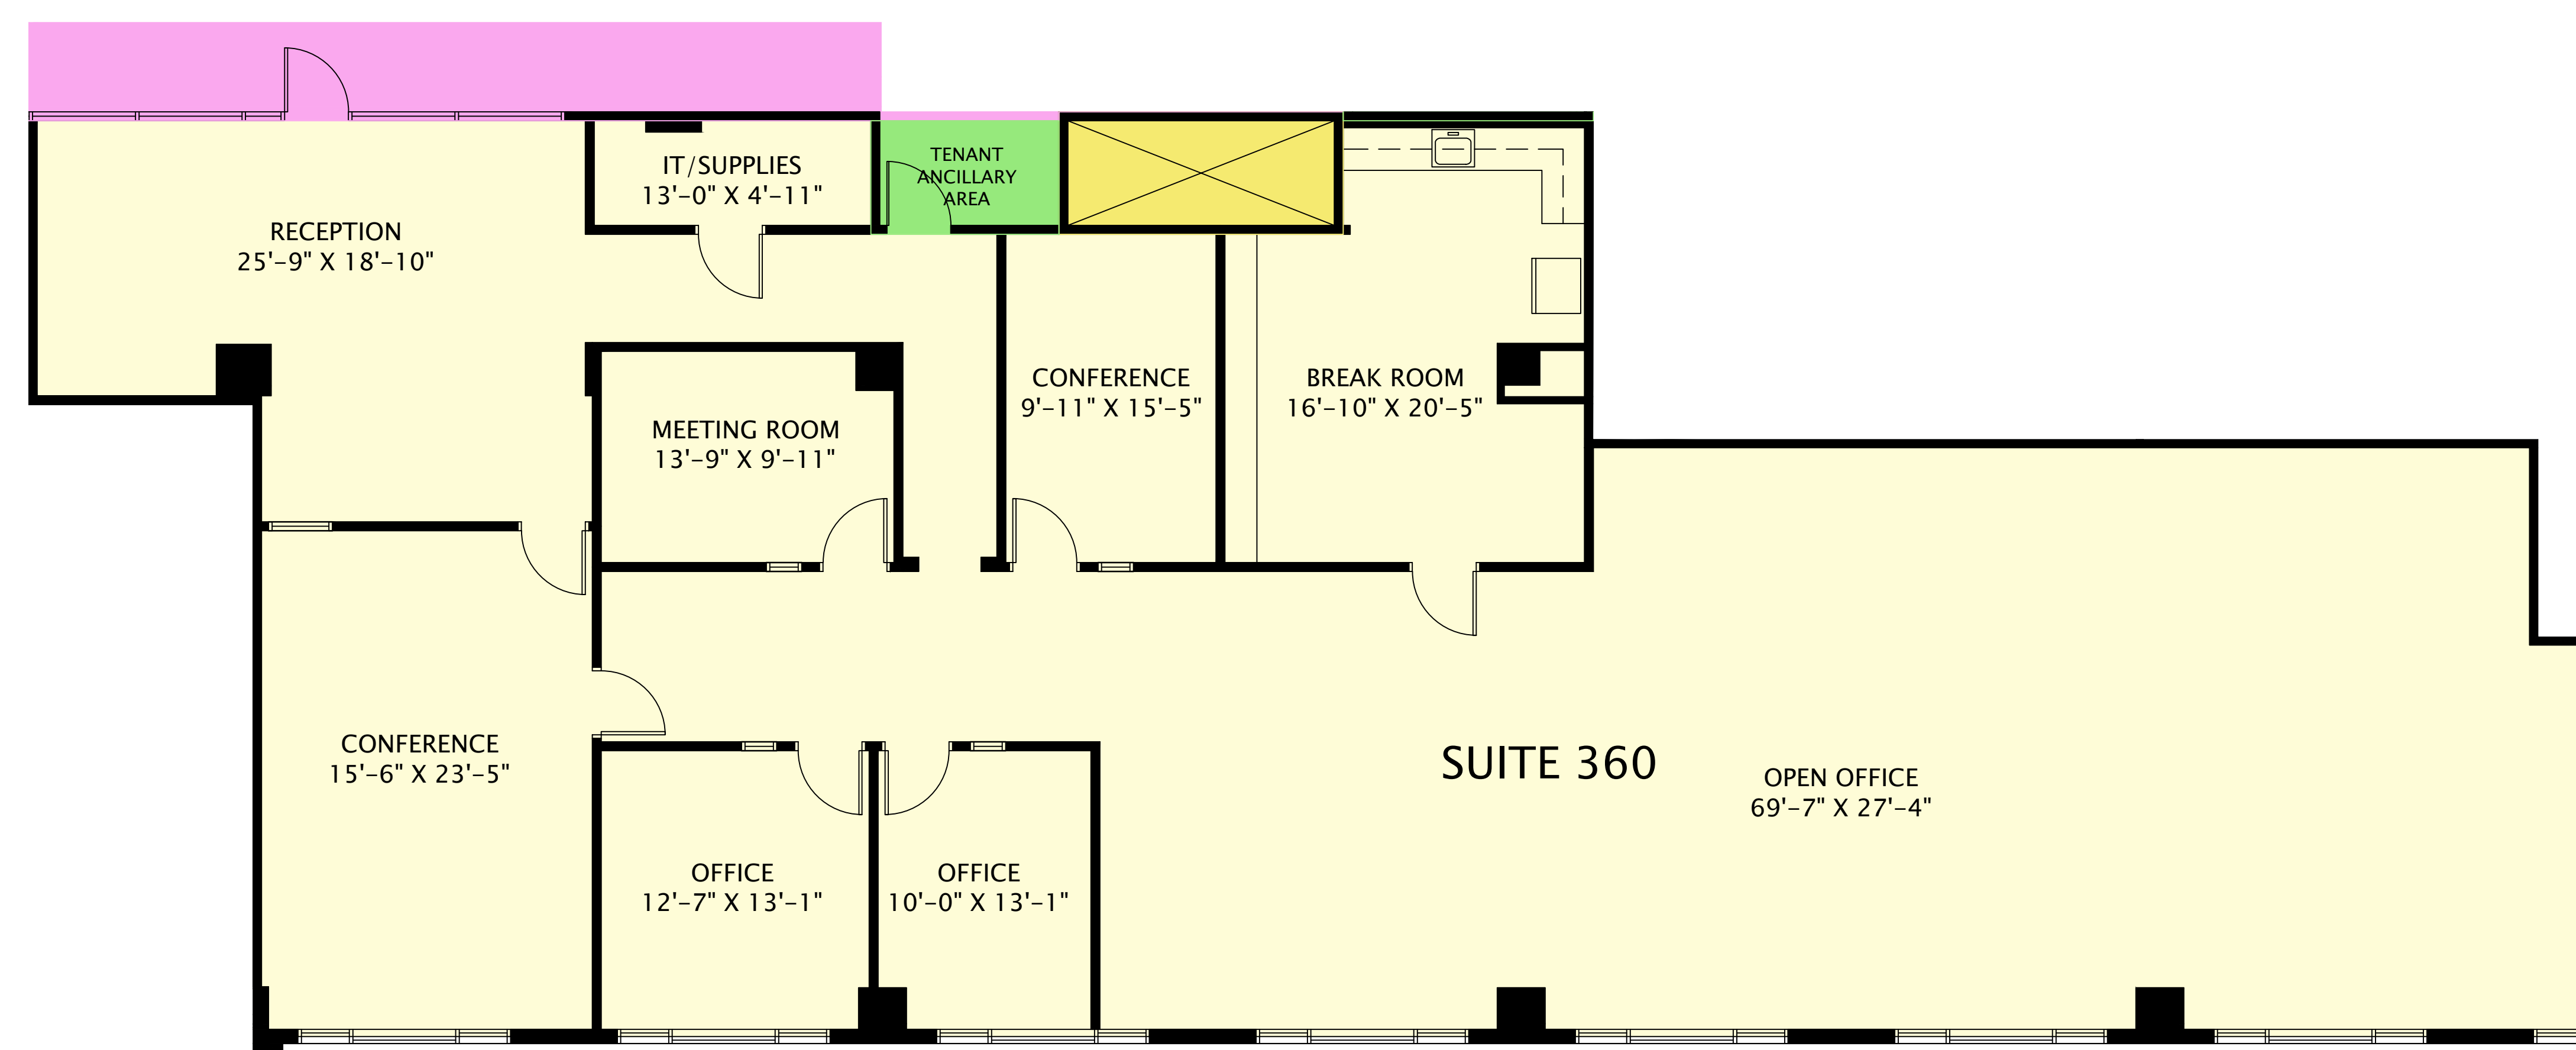 TENANT
ANCILLARY
AREA
IT/SUPPLIES
13'-0" X 4'-11"
RECEPTION
25'-9" X 18'-10"
CONFERENCE
9'-11" X 15'-5"
BREAK ROOM
16'-10" X 20'-5"
MEETING ROOM
13'-9" X 9'-11"
CONFERENCE
15'-6" X 23'-5"
SUITE 360
OPEN OFFICE
69'-7" X 27'-4"
OFFICE
12'-7" X 13'-1"
OFFICE
10'-0" X 13'-1"